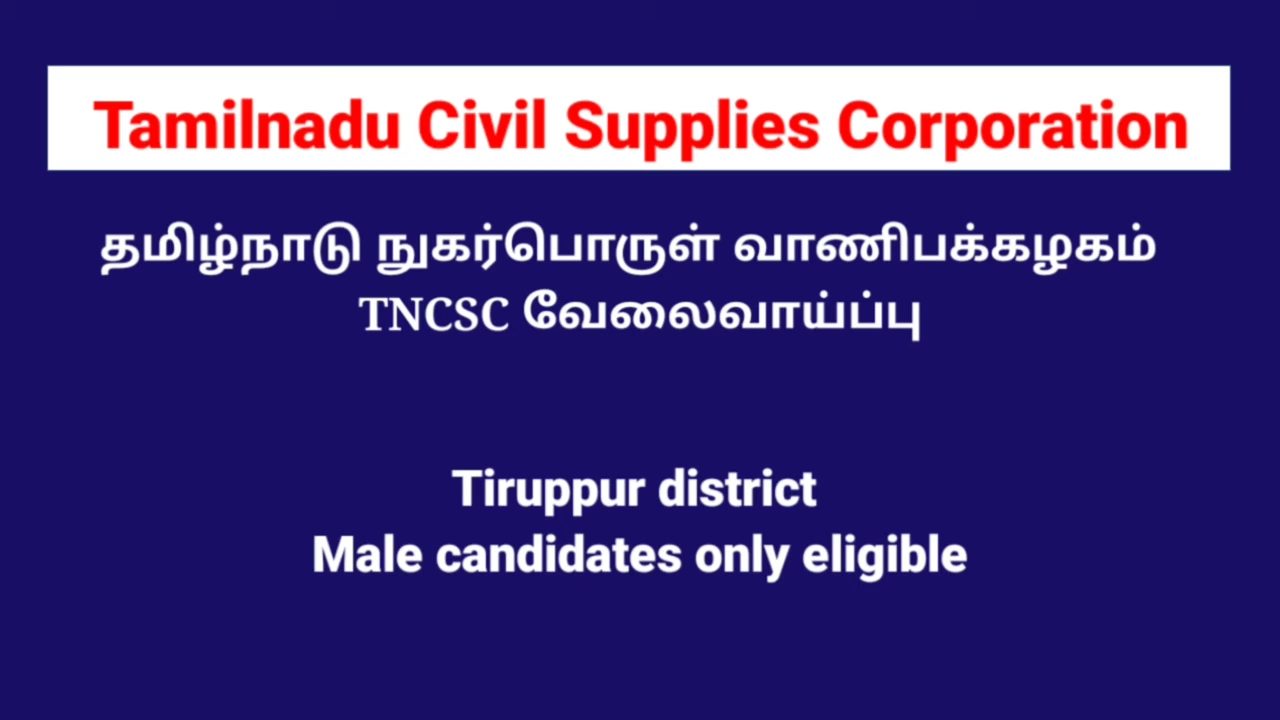 Tamilnadu Civil Supplies Corporation
தமிழ்நாடு நுகர்பொருள் வாணிபக்கழகம்
TNCSC வேலைவாய்ப்பு
Tiruppur district
Male candidates only eligible